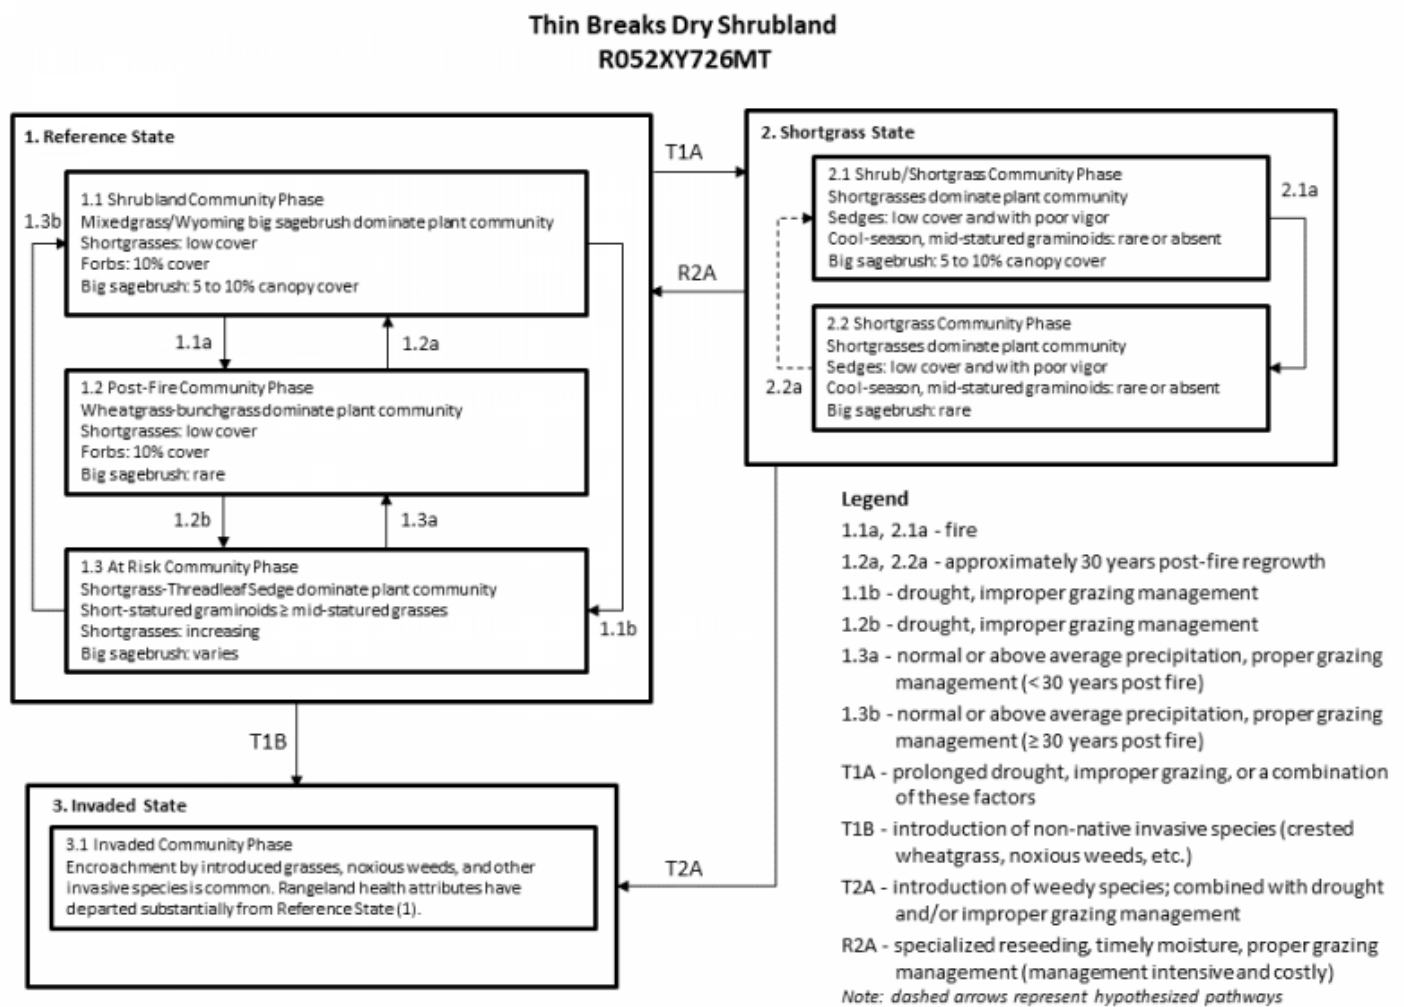 Thin Breaks Dry Shrubland
R052XY726MT
1. Reference State
1.1 Shrubland Community Phase
Mixedgrass/Wyoming big sagebrush dominate plant community
Shortgrasses: low cover
Forbs: 10% cover
Big sagebrush: 5 to 10% canopy cover
1.3b
1.1a
1.2a
1.2 Post-Fire Community Phase
Wheatgrass-bunchgrass dominate plant community
Shortgrasses: low cover
Forbs: 10% cover
Big sagebrush: rare
1.2b
1.3a
1.3 At Risk Community Phase
Shortgrass-Threadleaf Sedge dominate plant community
Short-statured graminoids ≥ mid-statured grasses
Shortgrasses: increasing
Big sagebrush: varies
1.1b
T1A
R2A
2. Shortgrass State
2.1 Shrub/Shortgrass Community Phase
Shortgrasses dominate plant community
Sedges: low cover and with poor vigor
Cool-season, mid-statured graminoids: rare or absent
Big sagebrush: 5 to 10% canopy cover
2.1a
2.2 Shortgrass Community Phase
Shortgrasses dominate plant community
Sedges: low cover and with poor vigor
Cool-season, mid-statured graminoids: rare or absent
Big sagebrush: rare
2.2a
T1B
3. Invaded State
3.1 Invaded Community Phase
Encroachment by introduced grasses, noxious weeds, and other
invasive species is common. Rangeland health attributes have
departed substantially from Reference State (1).
T2A
Legend
1.1a, 2.1a - fire
1.2a, 2.2a - approximately 30 years post-fire regrowth
1.1b - drought, improper grazing management
1.2b - drought, improper grazing management
1.3a - normal or above average precipitation, proper grazing
management (< 30 years post fire)
1.3b - normal or above average precipitation, proper grazing
management (≥ 30 years post fire)
T1A - prolonged drought, improper grazing, or a combination
of these factors
T1B - introduction of non-native invasive species (crested
wheatgrass, noxious weeds, etc.)
T2A - introduction of weedy species; combined with drought
and/or improper grazing management
R2A - specialized reseeding, timely moisture, proper grazing
management (management intensive and costly)
Note: dashed arrows represent hypothesized pathways